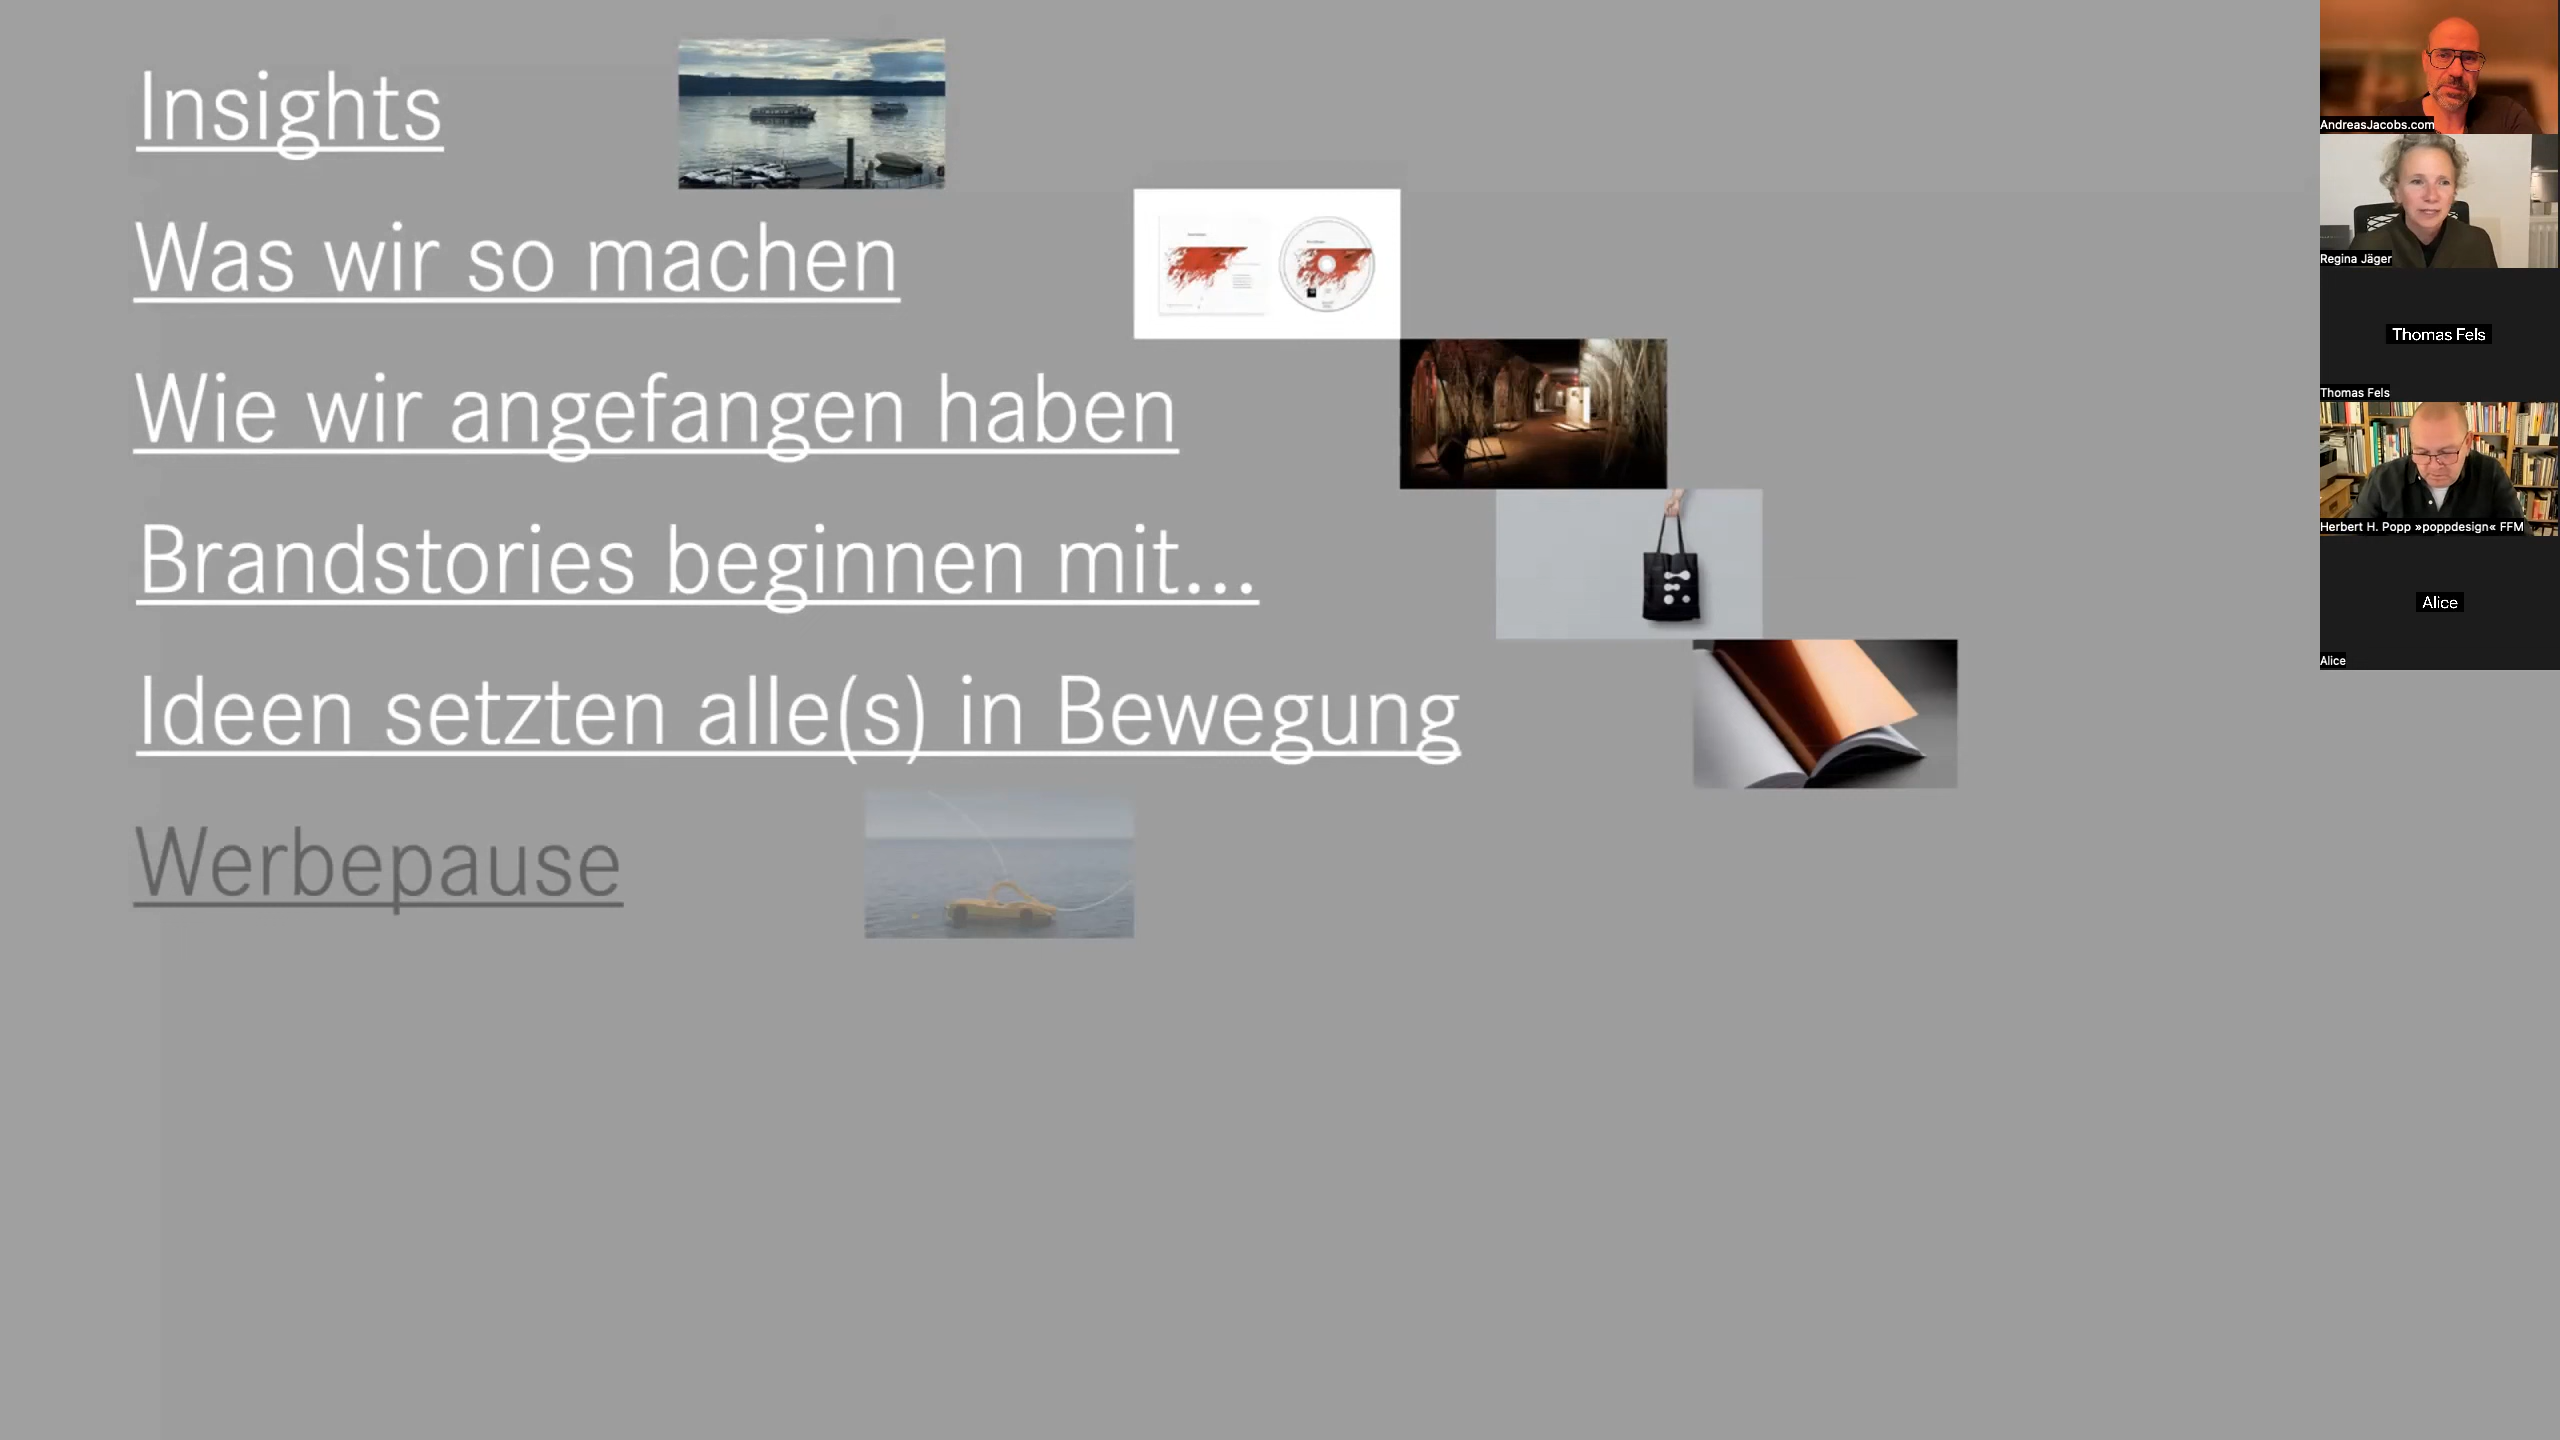 Insights
Was wir so machen
Wie wir angefangen haben
Brandstories beginnen mit...
Ideen setzten alle(s) in Bewegung
Werbepause
AndreasJacobs.com
Regina Jäger
Thomas Fels
Thomas Fels
Herbert H. Popp »poppdesign« FFM
Alice
Alice